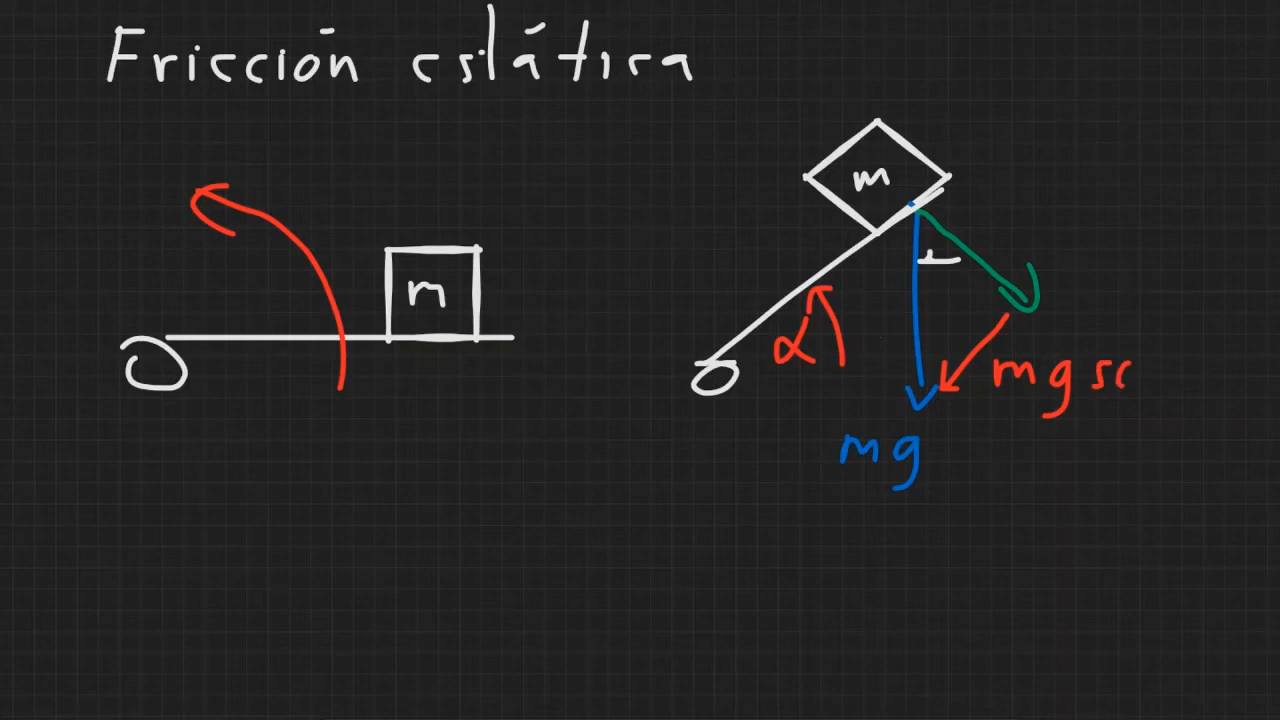 Fricción estática
m
m
α
mg sc
mg